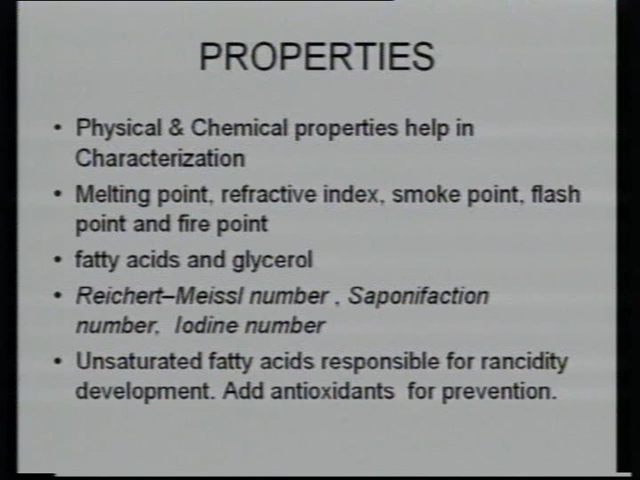 PROPERTIES
• Physical & Chemical properties help in
Characterization
• Melting point, refractive index, smoke point, flash
point and fire point
• fatty acids and glycerol
• Reichert–Meissl number , Saponifaction
number, Iodine number
• Unsaturated fatty acids responsible for rancidity
development. Add antioxidants for prevention.